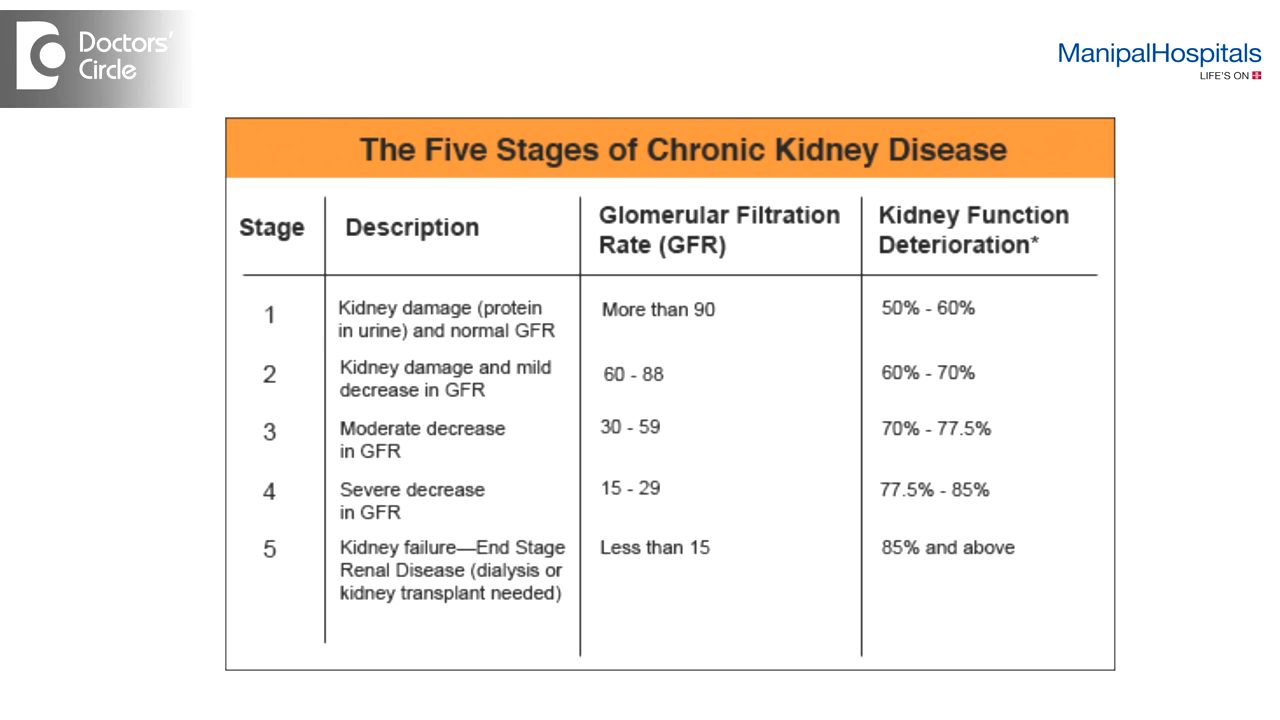 Doctors'
Circle
ManipalHospitals
LIFE'S ON
The Five Stages of Chronic Kidney Disease
Stage
Description
Glomerular Filtration
Rate (GFR)
Kidney Function
Deterioration*
1
Kidney damage (protein
in urine) and normal GFR
More than 90
50% - 60%
2
Kidney damage and mild
decrease in GFR
60 - 88
60% - 70%
3
Moderate decrease
in GFR
30 - 59
70% - 77.5%
4
Severe decrease
in GFR
15 - 29
77.5% - 85%
5
Kidney failure—End Stage
Renal Disease (dialysis or
kidney transplant needed)
Less than 15
85% and above